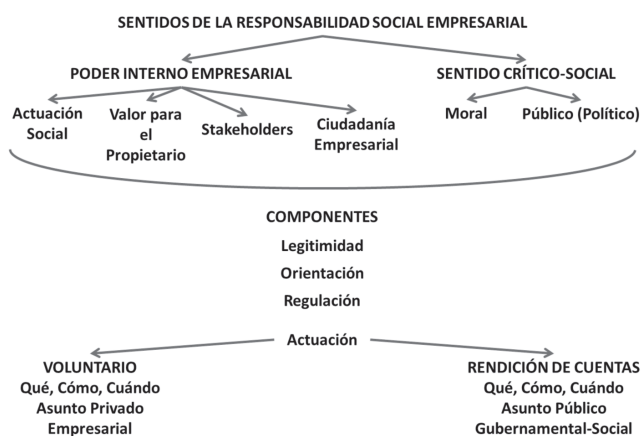 SENTIDOS DE LA RESPONSABILIDAD SOCIAL EMPRESARIAL
PODER INTERNO EMPRESARIAL
SENTIDO CRÍTICO-SOCIAL
Actuación
Social
Valor para
el
Propietario
Stakeholders
Ciudadanía
Empresarial
Moral
Público (Político)
COMPONENTES
Legitimidad
Orientación
Regulación
Actuación
VOLUNTARIO
Qué, Cómo, Cuándo
Asunto Privado
Empresarial
RENDICIÓN DE CUENTAS
Qué, Cómo, Cuándo
Asunto Público
Gubernamental-Social